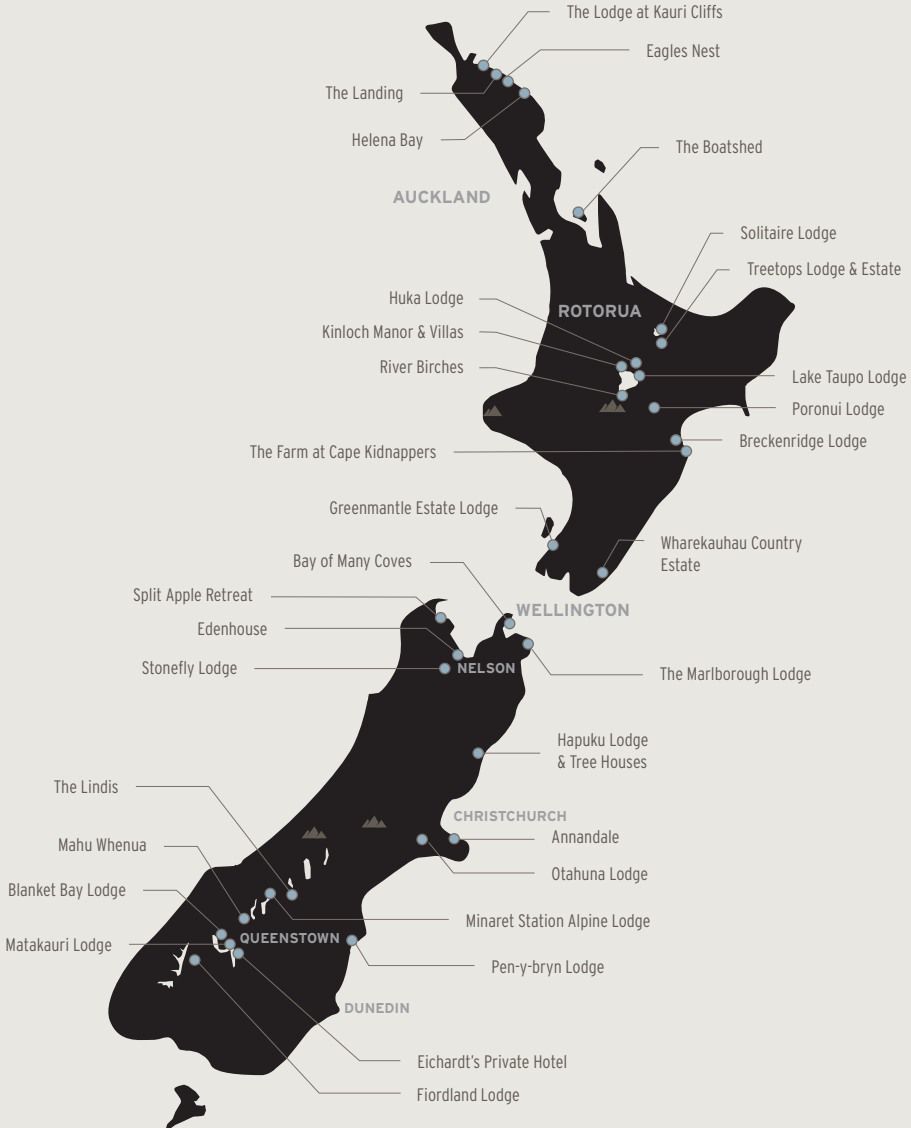 The Lodge at Kauri Cliffs
Eagles Nest
The Landing
Helena Bay
The Boatshed
AUCKLAND
Solitaire Lodge
Treetops Lodge & Estate
Huka Lodge
ROTORUA
Kinloch Manor & Villas
River Birches
Lake Taupo Lodge
Poronui Lodge
Breckenridge Lodge
The Farm at Cape Kidnappers
Greenmantle Estate Lodge
Wharekauhau Country
Estate
Bay of Many Coves
Split Apple Retreat
WELLINGTON
Edenhouse
Stonefly Lodge
NELSON
The Marlborough Lodge
Hapuku Lodge
& Tree Houses
The Lindis
CHRISTCHURCH
Annandale
Mahu Whenua
Otahuna Lodge
Blanket Bay Lodge
Minaret Station Alpine Lodge
QUEENSTOWN
Matakauri Lodge
Pen-y-bryn Lodge
DUNEDIN
Eichardt's Private Hotel
Fiordland Lodge